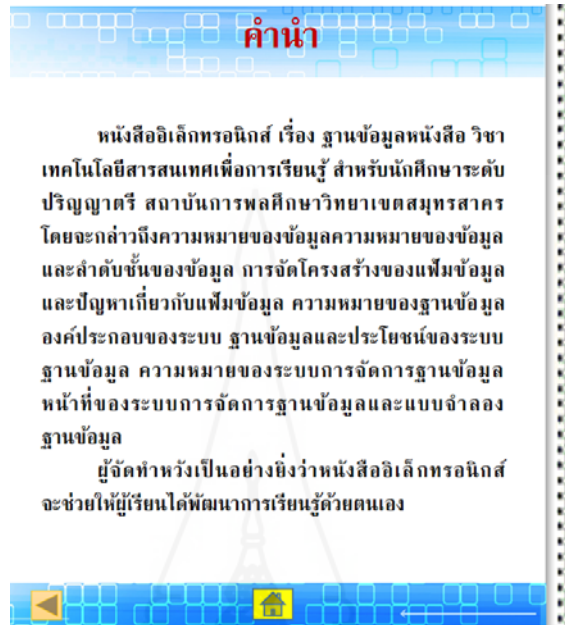 คำนำ
หนังสืออิเล็กทรอนิกส์ เรื่อง ฐานข้อมูลหนังสือ วิชา
เทคโนโลยีสารสนเทศเพื่อการเรียนรู้ สำหรับนักศึกษาระดับ
ปริญญาตรี สถาบันการพลศึกษาวิทยาเขตสมุทรสาคร
โดยจะกล่าวถึงความหมายของข้อมูลความหมายของข้อมูล
และลำดับชั้นของข้อมูล การจัดโครงสร้างของแฟ้มข้อมูล
และปัญหาเกี่ยวกับแฟ้มข้อมูล ความหมายของฐานข้อมูล
องค์ประกอบของระบบ ฐานข้อมูลและประโยชน์ของระบบ
ฐานข้อมูล ความหมายของระบบการจัดการฐานข้อมูล
หน้าที่ของระบบการจัดการฐานข้อมูลและแบบจำลอง
ฐานข้อมูล
ผู้จัดทำหวังเป็นอย่างยิ่งว่าหนังสืออิเล็กทรอนิกส์
จะช่วยให้ผู้เรียนได้พัฒนาการเรียนรู้ด้วยตนเอง